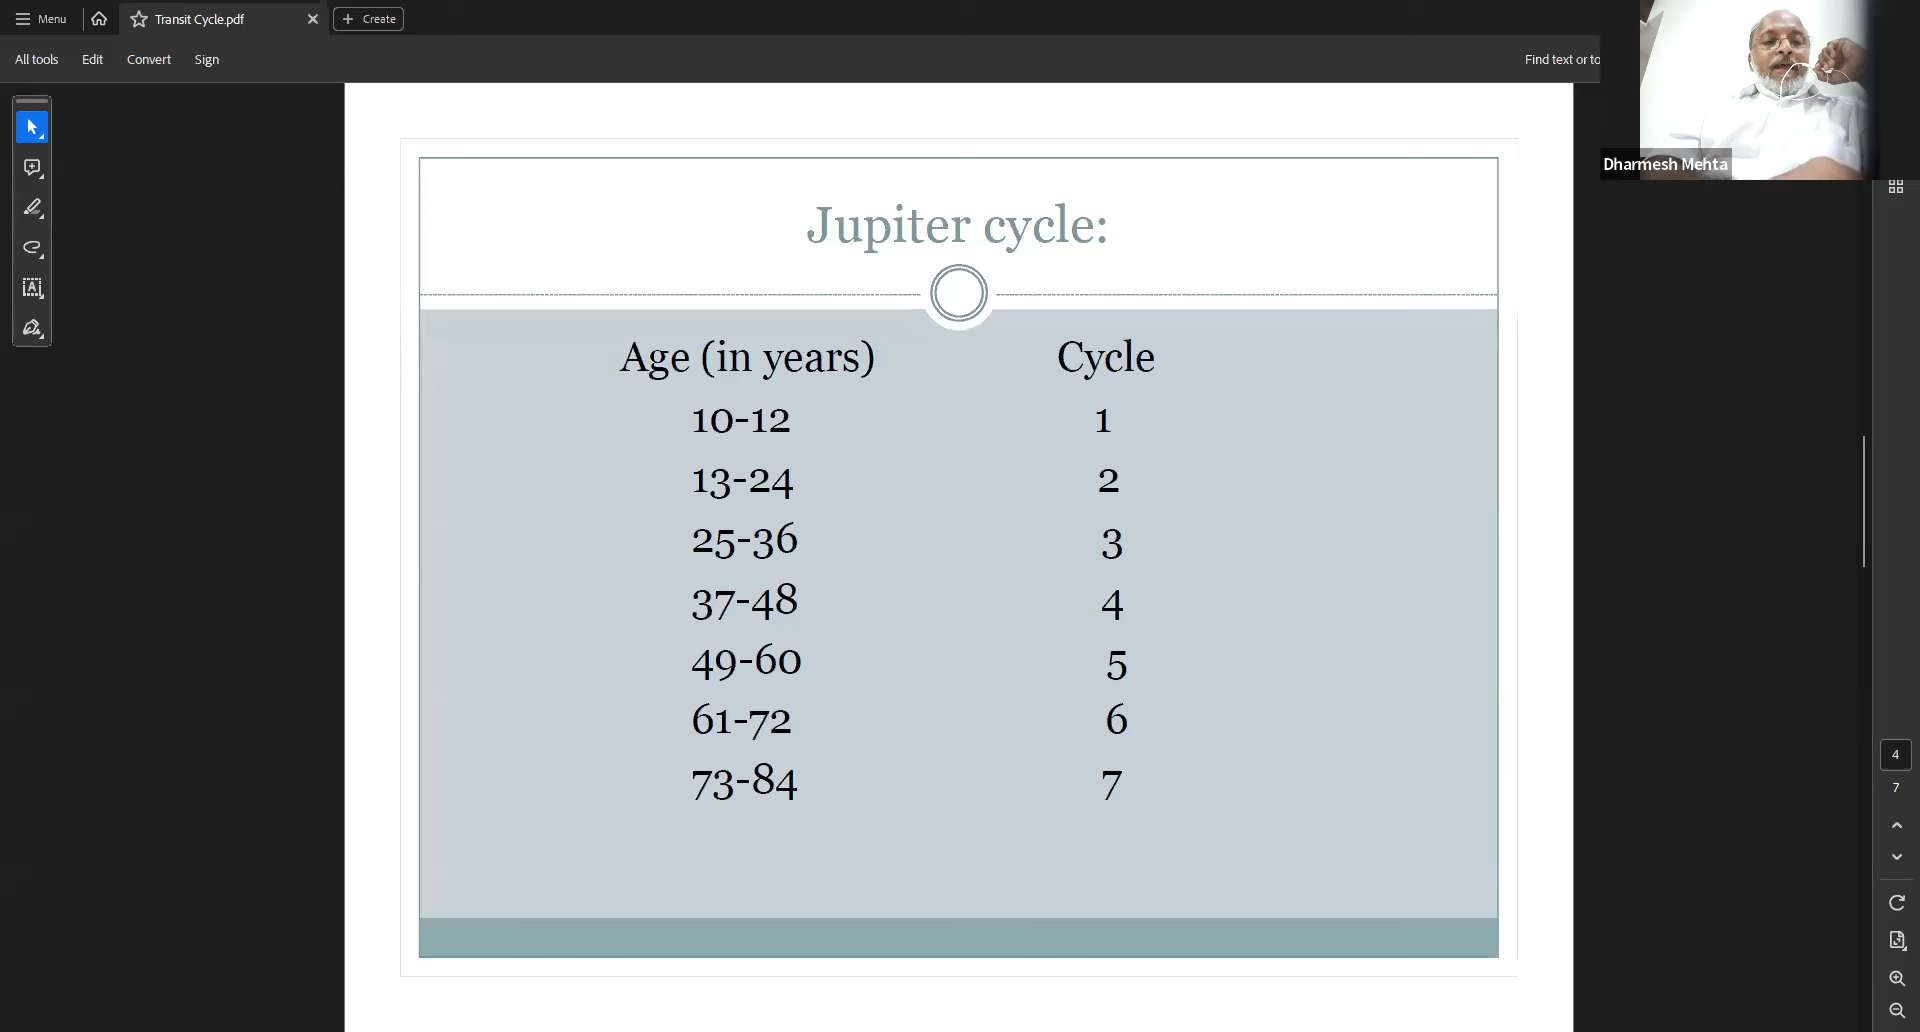 Menu
Transit Cycle.pdf
Create
All tools
Edit
Convert
Sign
Find text or to
Dharmesh Mehta
Jupiter cycle:
Age (in years) Cycle
10-12 1
13-24 2
25-36 3
37-48 4
49-60 5
61-72 6
73-84 7
4
7